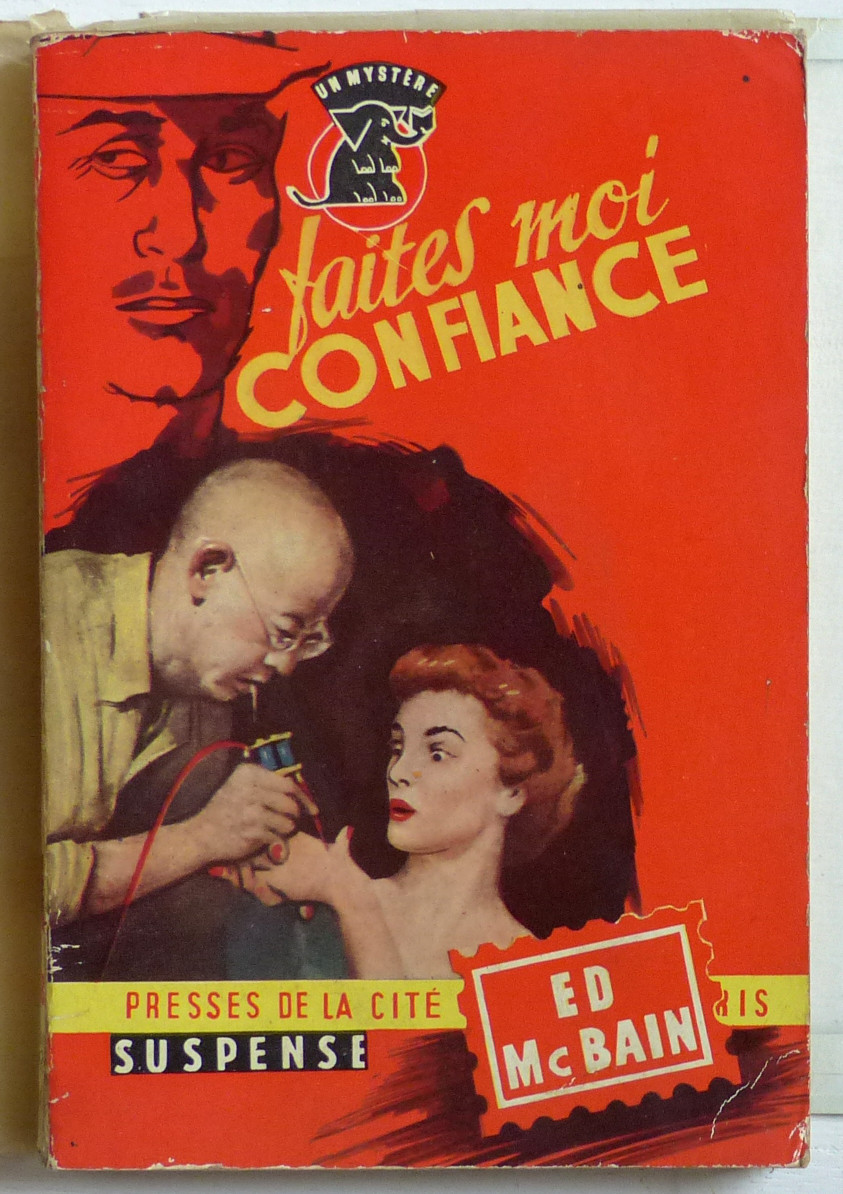 UN MYSTÈRE
faites moi
CONFIANCE
PRESSES DE LA CITÉ
SUSPENSE
ED
McBAIN